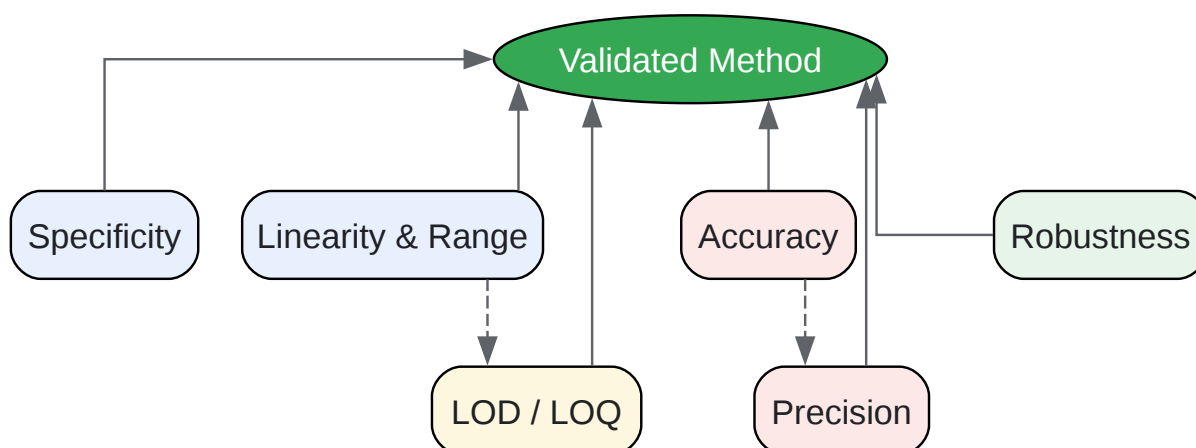 Validated Method
Specificity
Linearity & Range
Accuracy
Robustness
LOD / LOQ
Precision